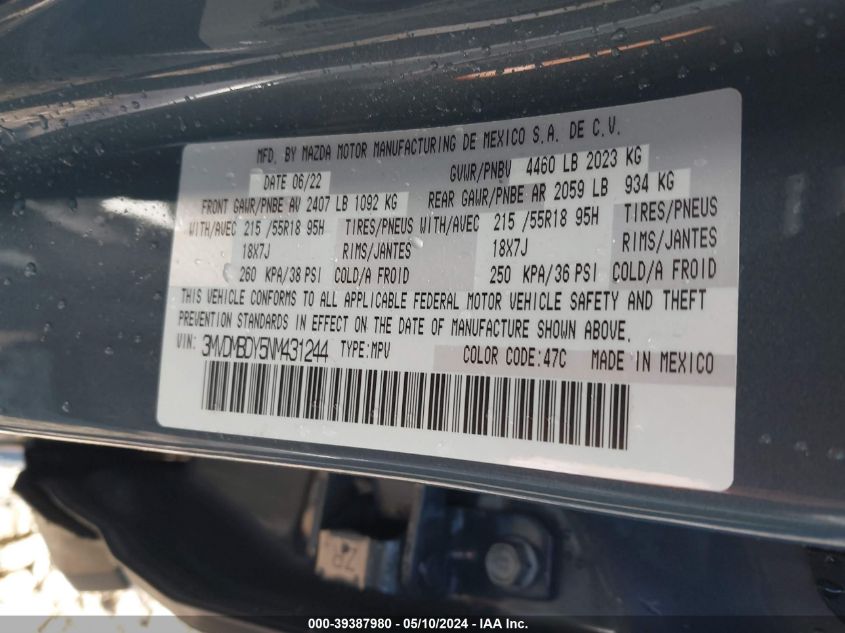 MFD. BY MAZDA MOTOR MANUFACTURING DE MEXICO S.A. DE C.V.
DATE 06/22 GVWR/PNBV 4460 LB 2023 KG
FRONT GAWR/PNBE AV 2407 LB 1092 KG REAR GAWR/PNBE AR 2059 LB 934 KG
WITH/AVEC 215 /55R18 95H TIRES/PNEUS WITH/AVEC 215 /55R18 95H TIRES/PNEUS
18X7J RIMS/JANTES 18X7J RIMS/JANTES
260 KPA/38 PSI COLD/A FROID 250 KPA/36 PSI COLD/A FROID
THIS VEHICLE CONFORMS TO ALL APPLICABLE FEDERAL MOTOR VEHICLE SAFETY AND THEFT
PREVENTION STANDARDS IN EFFECT ON THE DATE OF MANUFACTURE SHOWN ABOVE.
VIN: 3MVDMBDY5NM431244 TYPE:MPU COLOR CODE:47C MADE IN MEXICO
ZP
000-39387980 - 05/10/2024 - IAA Inc.